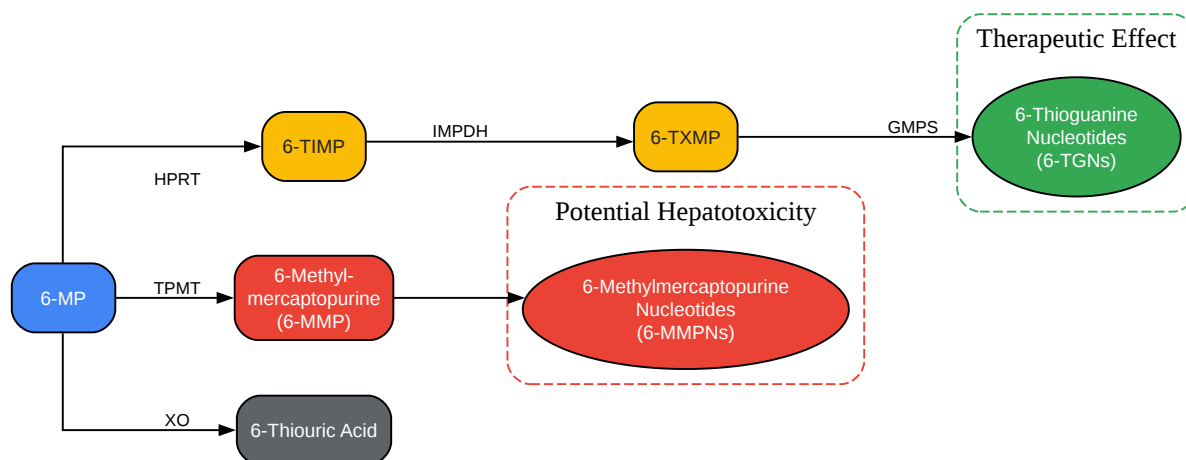 Therapeutic Effect
6-Thioguanine
Nucleotides
(6-TGNs)
GMPS
6-TXMP
IMPDH
6-TIMP
HPRT
Potential Hepatotoxicity
6-Methylmercaptopurine
Nucleotides
(6-MMPNs)
6-Methyl-
mercaptopurine
(6-MMP)
TPMT
6-MP
XO
6-Thiouric Acid